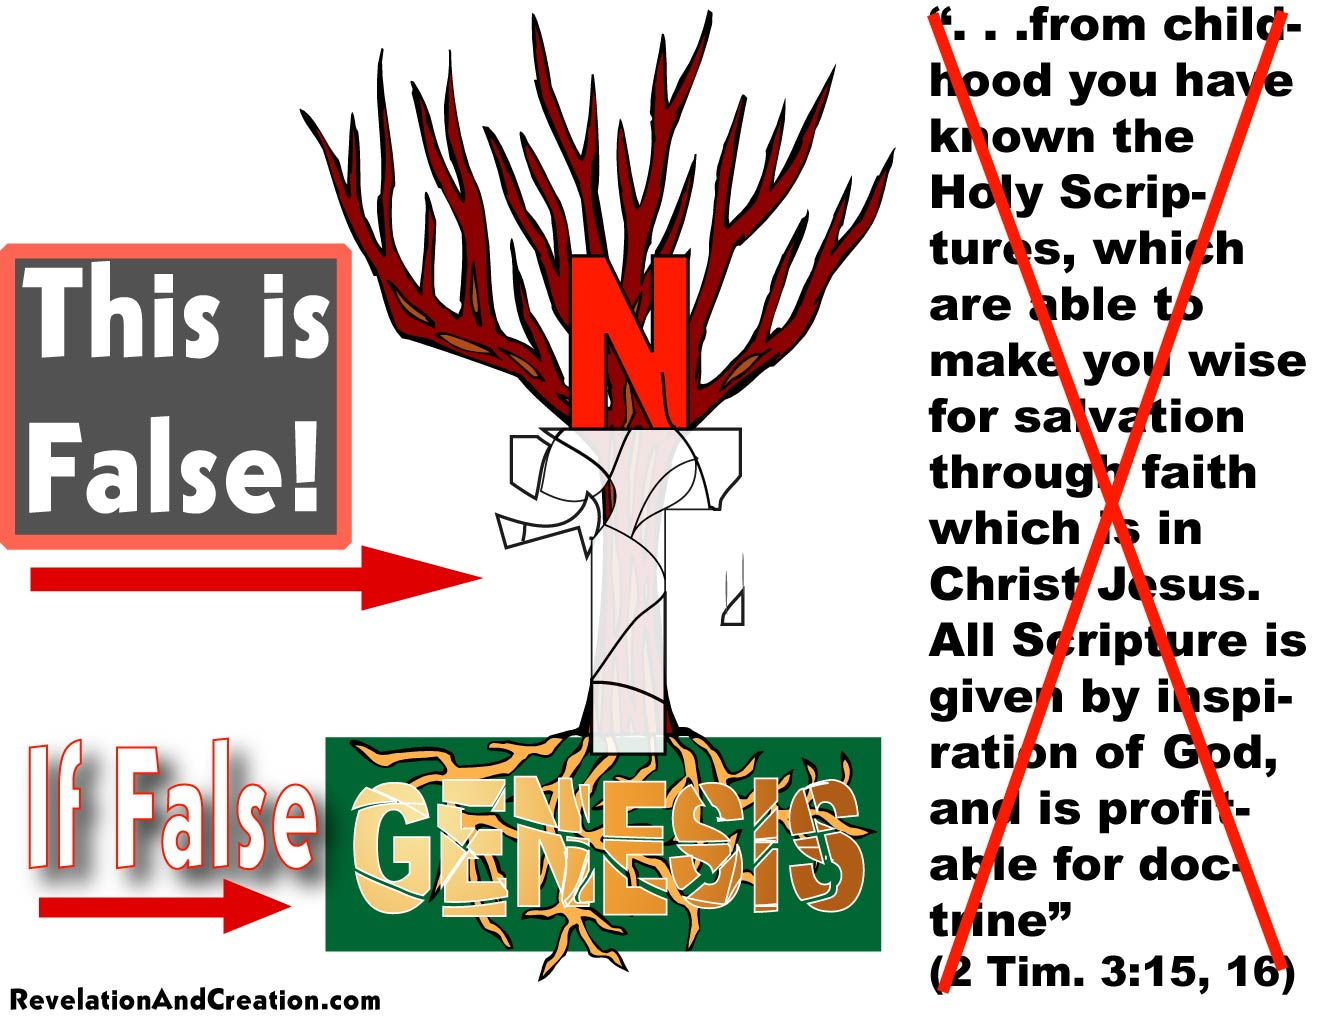 This is
False!
If False
N
T
GENESIS
RevelationAndCreation.com
“. . .from child-
hood you have
known the
Holy Scrip-
tures, which
are able to
make you wise
for salvation
through faith
which is in
Christ Jesus.
All Scripture is
given by inspi-
ration of God,
and is profit-
able for doc-
trine”
(2 Tim. 3:15, 16)